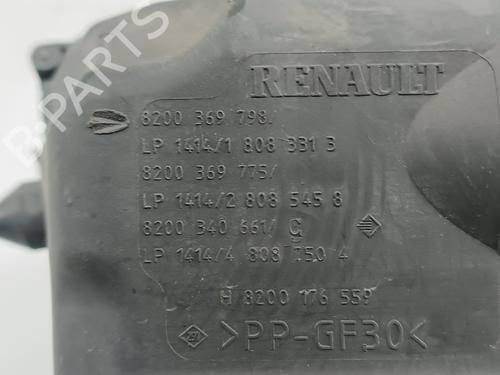 B-PARTS
RENAULT
8200 369 798/
LP 1414/1 808 331 3
8200 369 775/
LP 1414/2 808 545 8
8200 340 661/ C
LP 1414/4 808 750 4
H 8200 176 559
>PP-GF30<